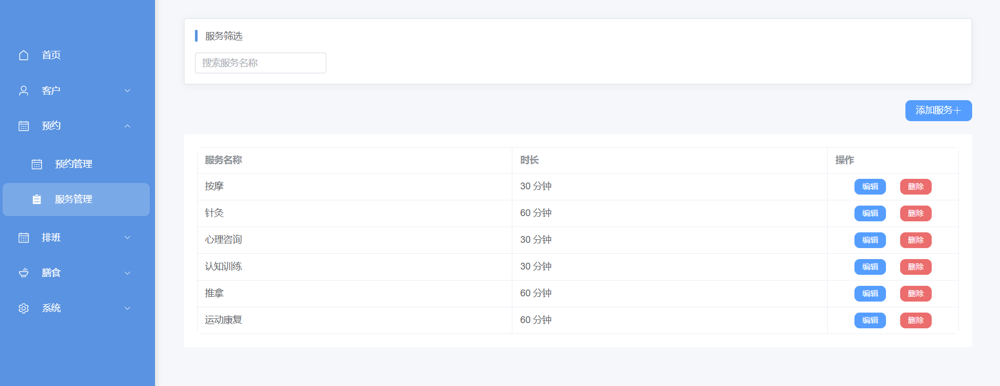 首页
客户
预约
预约管理
服务管理
排班
膳食
系统
服务筛选
搜索服务名称
添加服务+
服务名称 时长 操作
按摩 30 分钟 编辑 删除
针灸 60 分钟 编辑 删除
心理咨询 30 分钟 编辑 删除
认知训练 30 分钟 编辑 删除
推拿 60 分钟 编辑 删除
运动康复 60 分钟 编辑 删除